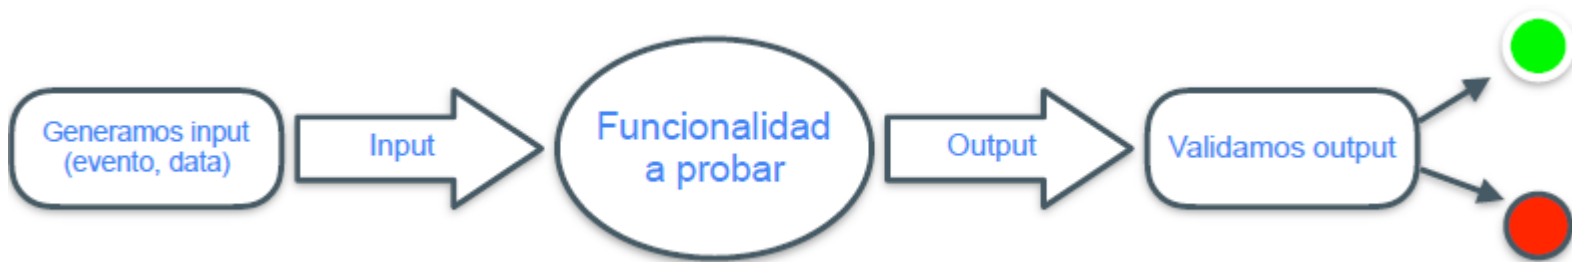 Generamos input
(evento, data)
Input
Funcionalidad
a probar
Output
Validamos output